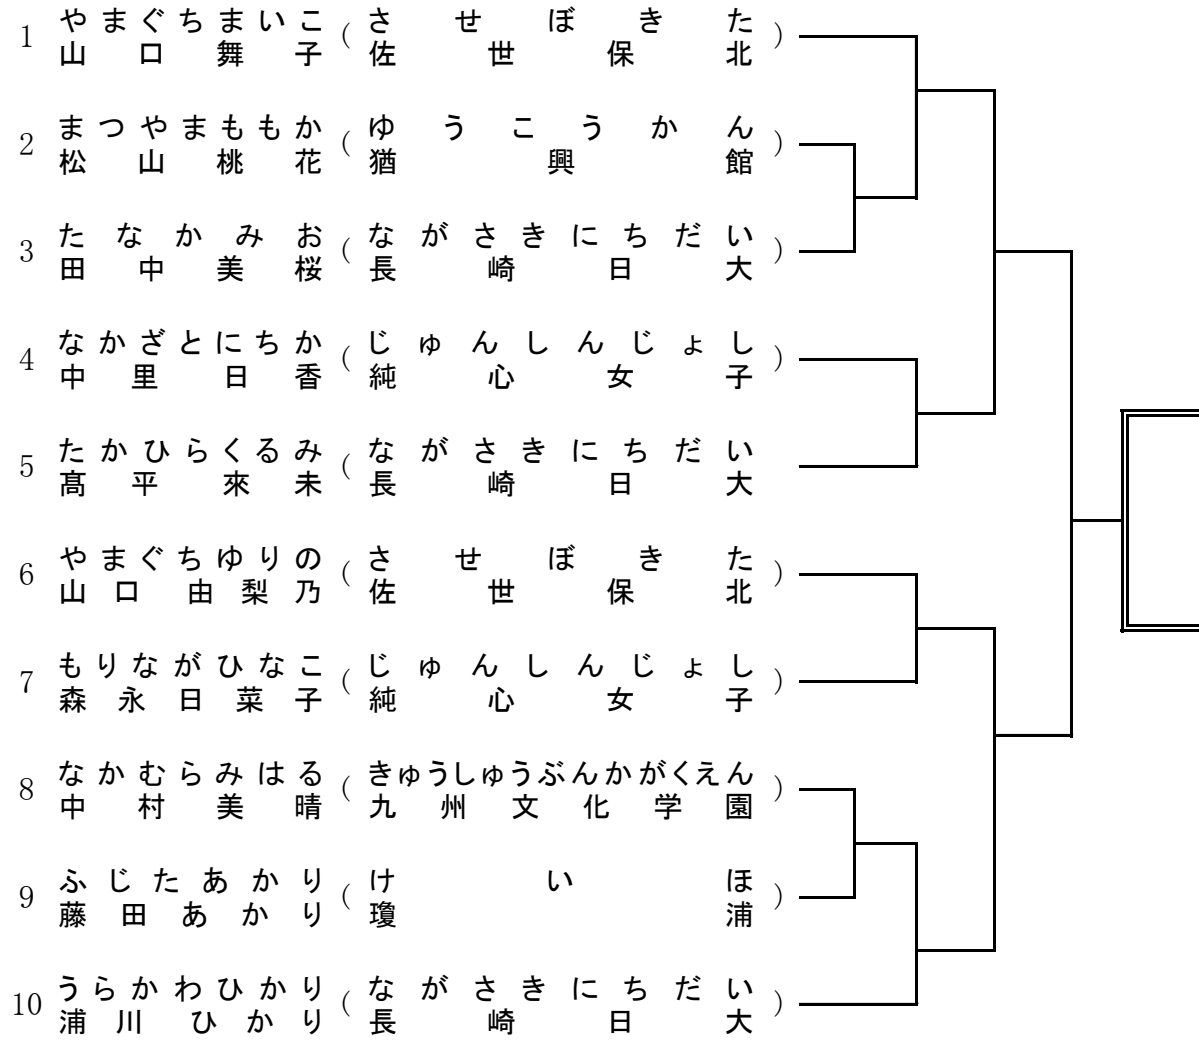 やまぐちまいこ させぼきた
1 山口舞子 ( 佐世保北 )
まつやまももか ゆうこうかん
2 松山桃花 ( 猶興館 )
たなかみお ながさきにちだい
3 田中美桜 ( 長崎日大 )
なかざとにちか じゅんしんじょし
4 中里日香 ( 純心女子 )
たかひらくるみ ながさきにちだい
5 髙平來未 ( 長崎日大
やまぐちゆりの させぼきた
6 山口由梨乃 ( 佐世保北 )
もりながひなこ じゅんしんじょし
7 森永日菜子 ( 純心女子 )
なかむらみはる きゅうしゅうぶんかがくえん
8 中村美晴 ( 九州文化学園 )
ふじたあかり けいほ
9 藤田あかり ( 瓊浦 )
うらかわひかり ながさきにちだい
10 浦川ひかり ( 長崎日大 )